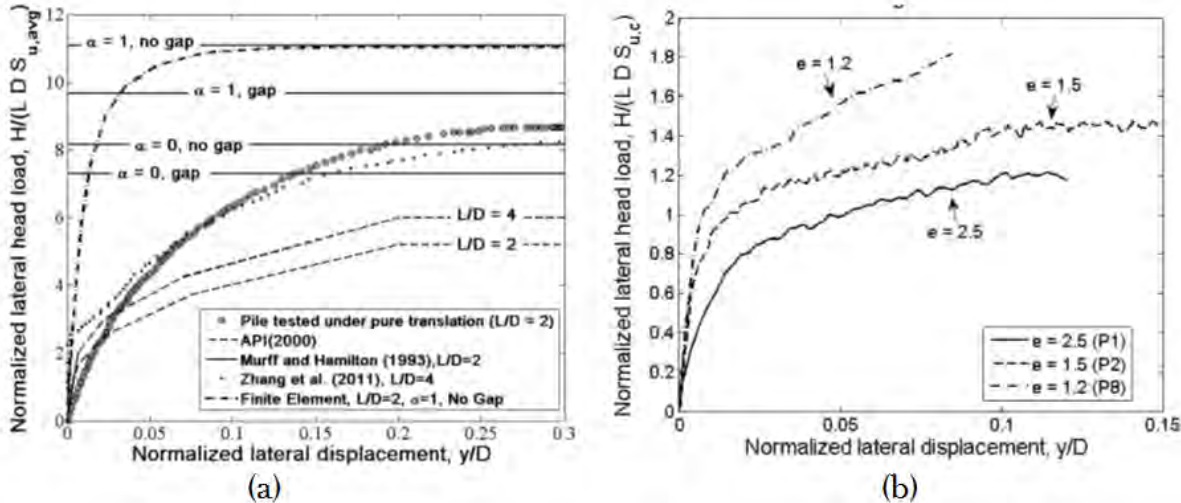 Normalized lateral head load, H/(L D S_{u,avg})
12
10
8
6
4
2
0
α = 1, no gap
α = 1, gap
α = 0, no gap
α = 0, gap
L/D = 4
L/D = 2
Pile tested under pure translation (L/D = 2)
API(2000)
Murff and Hamilton (1993),L/D=2
Zhang et al. (2011), L/D=4
Finite Element, L/D=2, α=1, No Gap
0 0.05 0.1 0.15 0.2 0.25 0.3
Normalized lateral displacement, y/D
(a)
Normalized lateral head load, H/(L D S_{u,c})
2
1.8
1.6
1.4
1.2
1
0.8
0.6
0.4
0.2
0
e = 1.2
e = 1.5
e = 2.5
e = 2.5 (P1)
e = 1.5 (P2)
e = 1.2 (P8)
0 0.05 0.1 0.15
Normalized lateral displacement, y/D
(b)